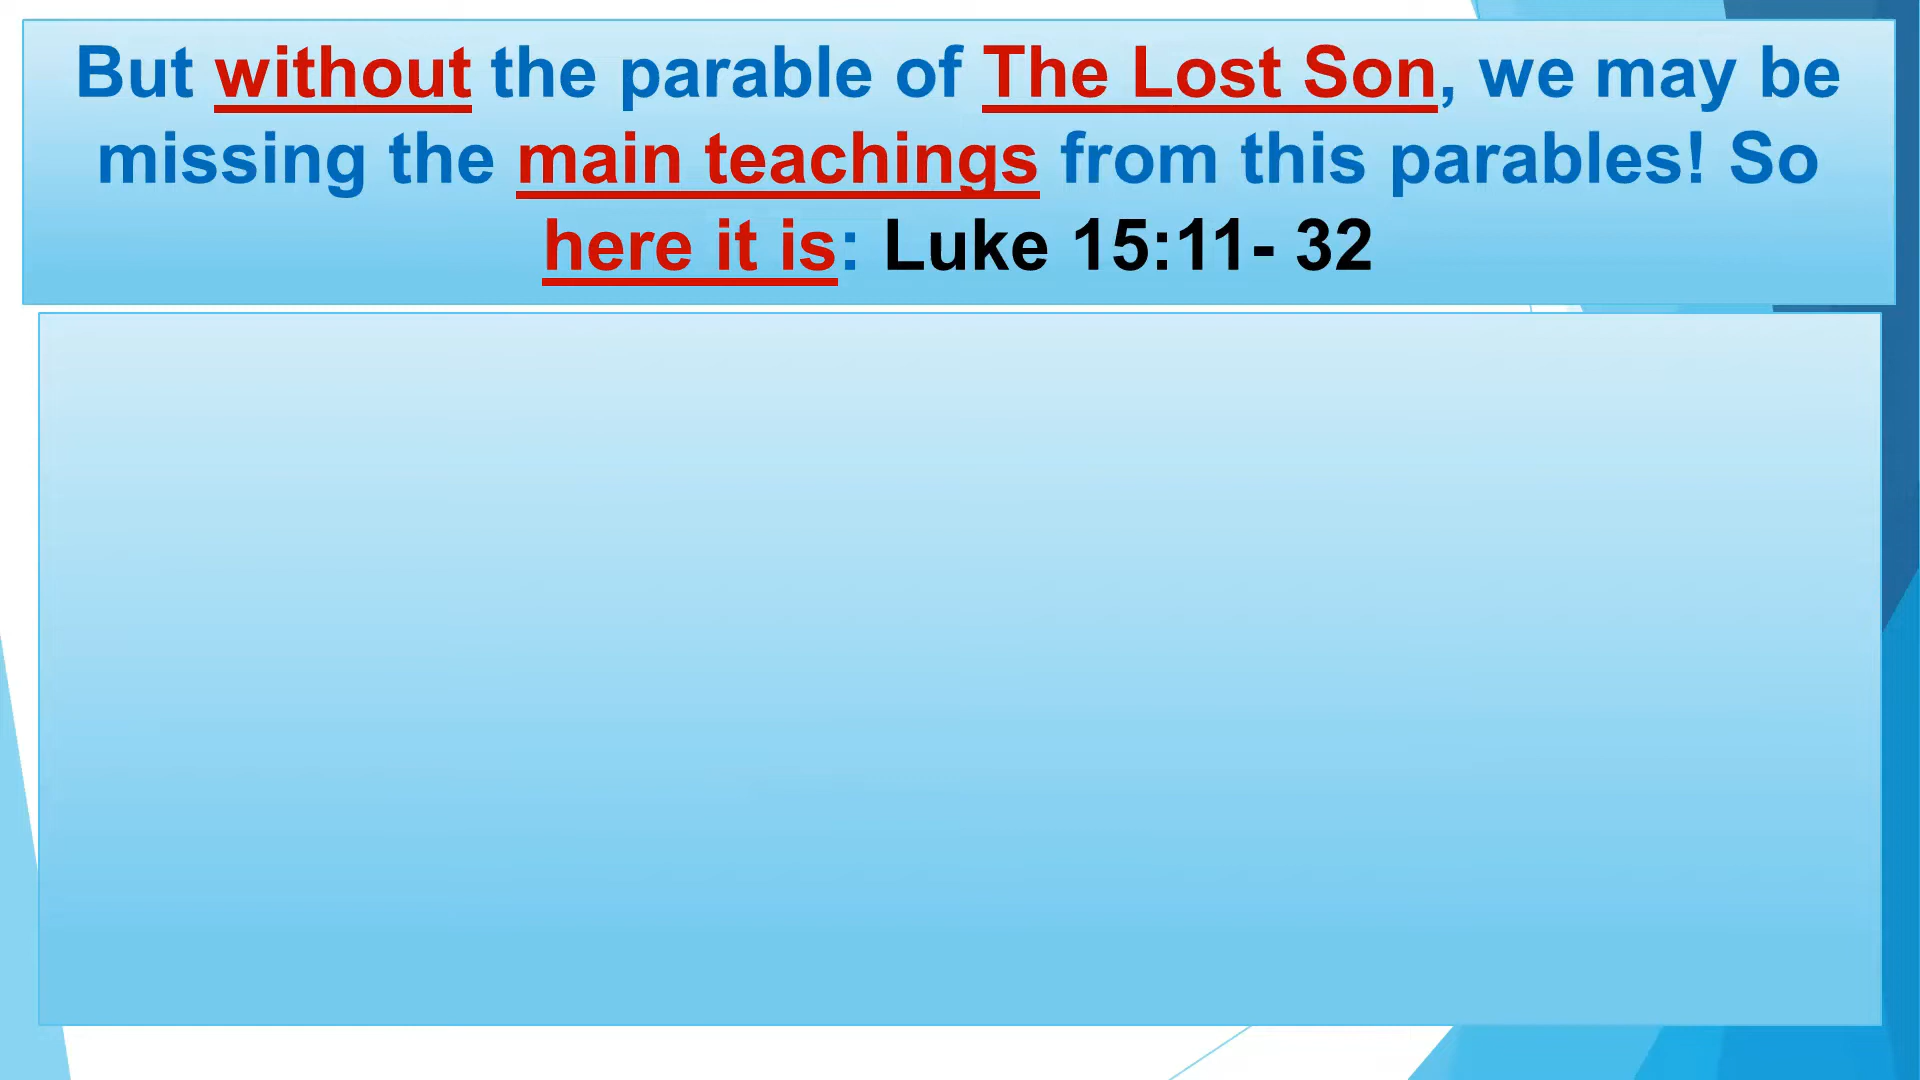 But without the parable of The Lost Son, we may be
missing the main teachings from this parables! So
here it is: Luke 15:11- 32